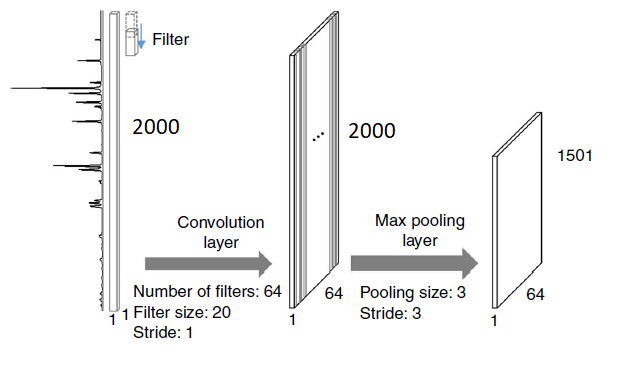 Filter
2000
2000
1501
Convolution
layer
Max pooling
layer
Number of filters: 64
Filter size: 20
Stride: 1
64
Pooling size: 3
Stride: 3
64
1
1
1
1